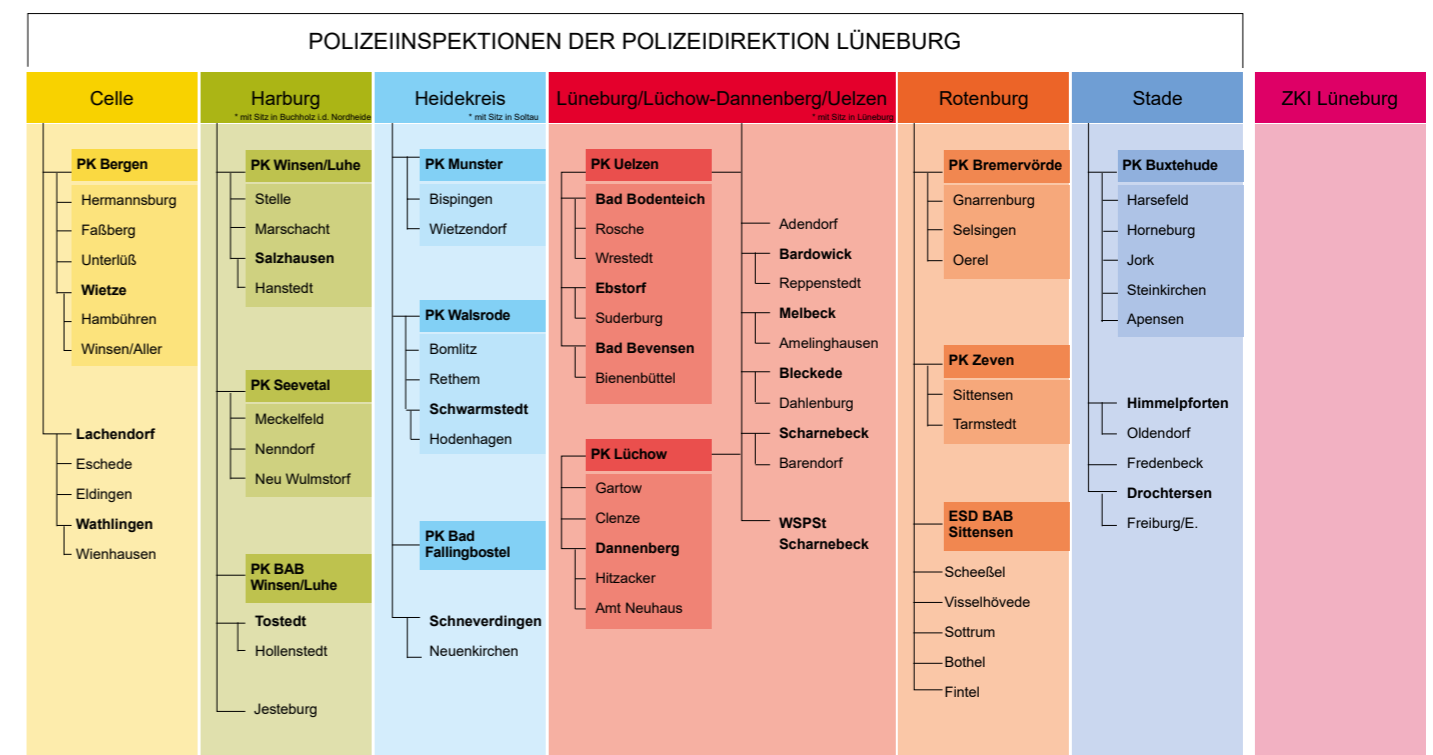 POLIZEIINSPEKTIONEN DER POLIZEIDIREKTION LÜNEBURG
Celle
PK Bergen
Hermannsburg
Faßberg
Unterlüß
Wietze
Hambühren
Winsen/Aller
Lachendorf
Eschede
Eldingen
Wathlingen
Wienhausen
Harburg
* mit Sitz in Buchholz i.d. Nordheide
PK Winsen/Luhe
Stelle
Marschacht
Salzhausen
Hanstedt
PK Seevetal
Meckelfeld
Nenndorf
Neu Wulmstorf
PK BAB
Winsen/Luhe
Tostedt
Hollenstedt
Jesteburg
Heidekreis
* mit Sitz in Soltau
PK Munster
Bispingen
Wietzendorf
PK Walsrode
Bomlitz
Rethem
Schwarmstedt
Hodenhagen
PK Bad
Fallingbostel
Schneverdingen
Neuenkirchen
Lüneburg/Lüchow-Dannenberg/Uelzen
* mit Sitz in Lüneburg
PK Uelzen
Bad Bodenteich
Rosche
Wrestedt
Ebstorf
Suderburg
Bad Bevensen
Bienenbüttel
PK Lüchow
Gartow
Clenze
Dannenberg
Hitzacker
Amt Neuhaus
Adendorf
Bardowick
Reppenstedt
Melbeck
Amelinghausen
Bleckede
Dahlenburg
Scharnebeck
Barendorf
WSPSt
Scharnebeck
Rotenburg
PK Bremervörde
Gnarrenburg
Selsingen
Oerel
PK Zeven
Sittensen
Tarmstedt
ESD BAB
Sittensen
Scheeßel
Visselhövede
Sottrum
Bothel
Fintel
Stade
PK Buxtehude
Harsefeld
Horneburg
Jork
Steinkirchen
Apensen
Himmelpforten
Oldendorf
Fredenbeck
Drochtersen
Freiburg/E.
ZKI Lüneburg